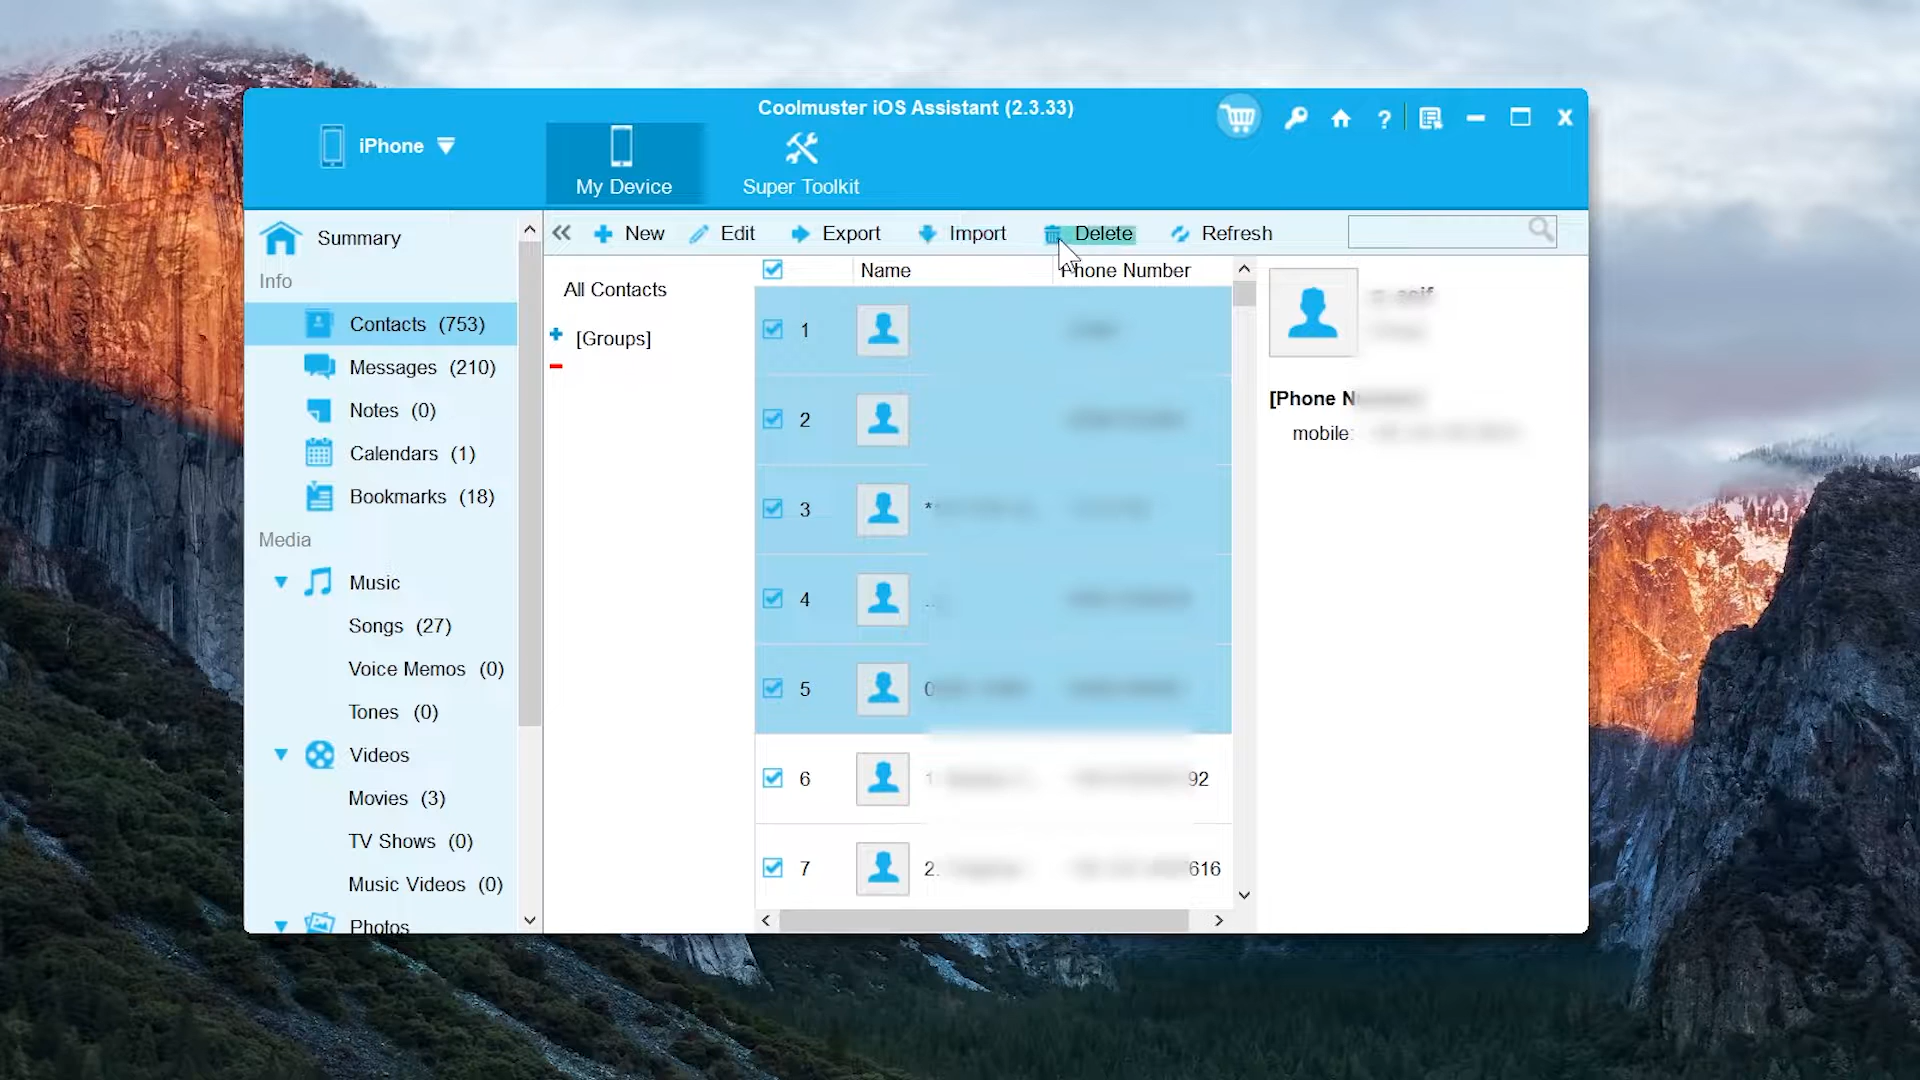 Coolmuster iOS Assistant (2.3.33)
iPhone
My Device
Super Toolkit
?
Summary
Info
Contacts (753)
Messages (210)
Notes (0)
Calendars (1)
Bookmarks (18)
Media
Music
Songs (27)
Voice Memos (0)
Tones (0)
Videos
Movies (3)
TV Shows (0)
Music Videos (0)
Photos
New
Edit
Export
Import
Delete
Refresh
All Contacts
[Groups]
Name
Phone Number
1
2
3 *
4
5
6 92
7 2. 616
[Phone
mobile: